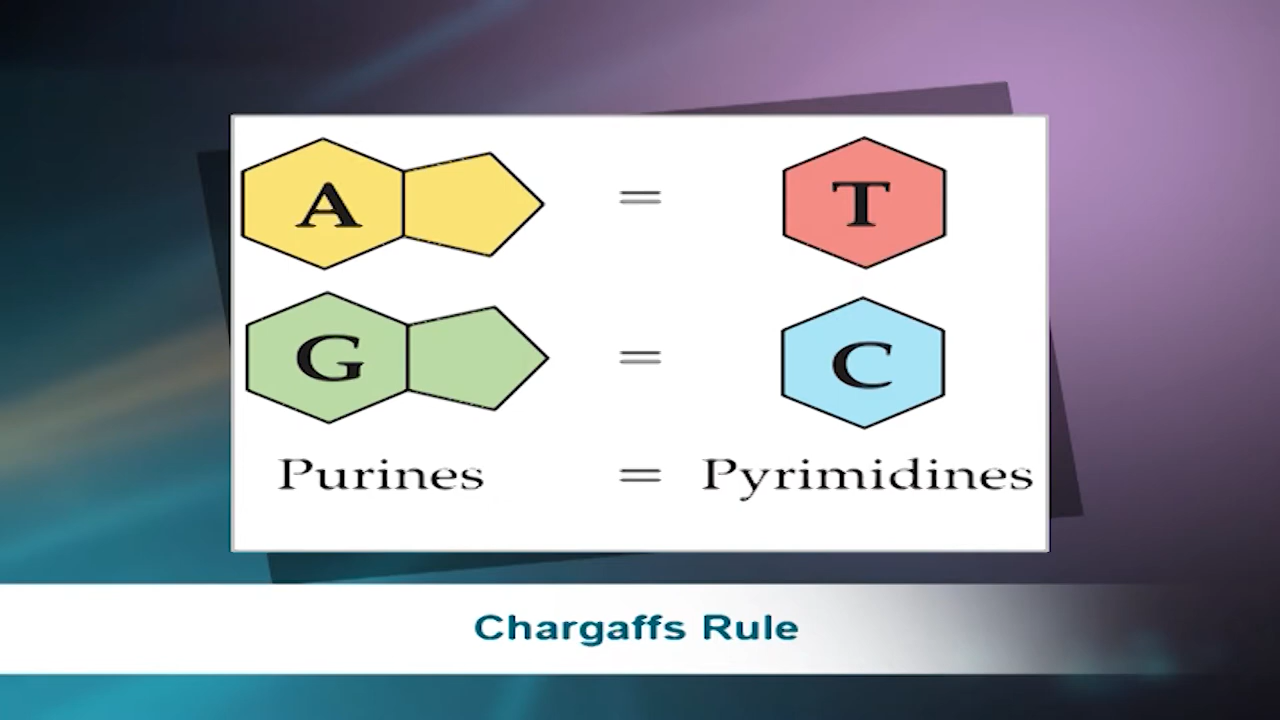 A = T
G = C
Purines = Pyrimidines
Chargaffs Rule